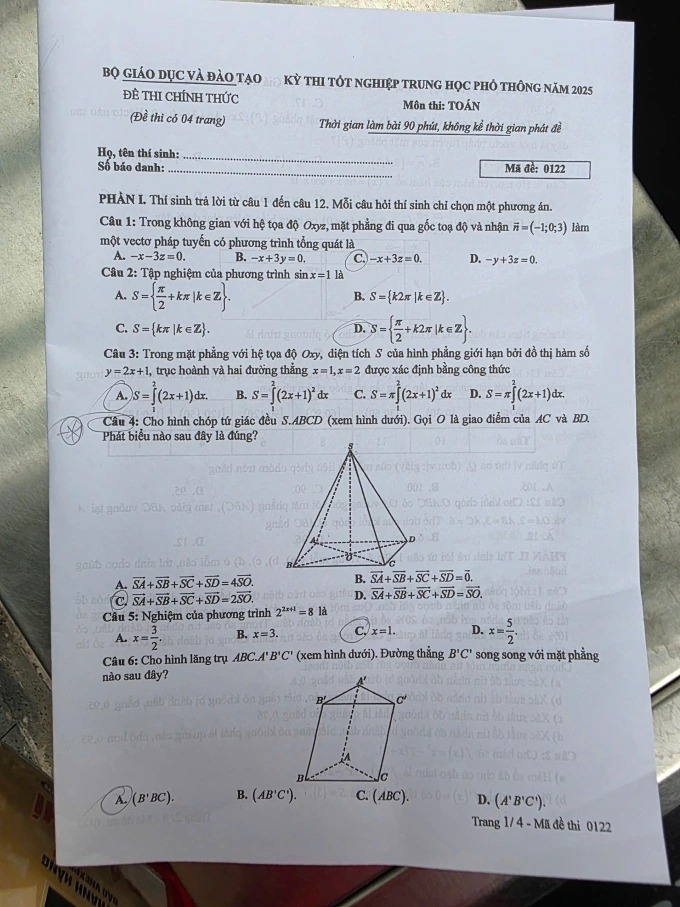 BỘ GIÁO DỤC VÀ ĐÀO TẠO
KỲ THI TỐT NGHIỆP TRUNG HỌC PHỔ THÔNG NĂM 2025
ĐỀ THI CHÍNH THỨC
Môn thi: TOÁN
(Đề thi có 04 trang)
Thời gian làm bài 90 phút, không kể thời gian phát đề
Họ, tên thí sinh:
Số báo danh:
Mã đề: 0122
PHẦN I. Thí sinh trả lời từ câu 1 đến câu 12. Mỗi câu hỏi thí sinh chỉ chọn một phương án.
Câu 1: Trong không gian với hệ tọa độ Oxyz, mặt phẳng đi qua gốc toạ độ và nhận n⃗ = (−1;0;3) làm
một vectơ pháp tuyến có phương trình tổng quát là
A. −x−3z = 0. B. −x+3y = 0. C. −x+3z = 0. D. −y+3z = 0.
Câu 2: Tập nghiệm của phương trình sin x = 1 là
A. S = {π/2 + kπ | k ∈ Z}. B. S = {k2π | k ∈ Z}.
C. S = {kπ | k ∈ Z}. D. S = {π/2 + k2π | k ∈ Z}.
Câu 3: Trong mặt phẳng với hệ tọa độ Oxy, diện tích S của hình phẳng giới hạn bởi đồ thị hàm số
y = 2x+1, trục hoành và hai đường thẳng x = 1, x = 2 được xác định bằng công thức
A. S = ∫₁²(2x+1)dx. B. S = ∫₁²(2x+1)² dx C. S = π∫₁²(2x+1)² dx D. S = π∫₁²(2x+1)dx.
Câu 4: Cho hình chóp tứ giác đều S.ABCD (xem hình dưới). Gọi O là giao điểm của AC và BD.
Phát biểu nào sau đây là đúng?
S
A
D
O
B
C
A. SA⃗ + SB⃗ + SC⃗ + SD⃗ = 4SO⃗. B. SA⃗ + SB⃗ + SC⃗ + SD⃗ = 0⃗.
C. SA⃗ + SB⃗ + SC⃗ + SD⃗ = 2SO⃗. D. SA⃗ + SB⃗ + SC⃗ + SD⃗ = SO⃗.
Câu 5: Nghiệm của phương trình 2²ˣ⁺¹ = 8 là
A. x = 3/2. B. x = 3. C. x = 1. D. x = 5/2.
Câu 6: Cho hình lăng trụ ABC.A'B'C' (xem hình dưới). Đường thẳng B'C' song song với mặt phẳng
nào sau đây?
A'
B'
C'
A
B
C
A. (B'BC). B. (AB'C'). C. (ABC). D. (A'B'C').
Trang 1/ 4 - Mã đề thi 0122